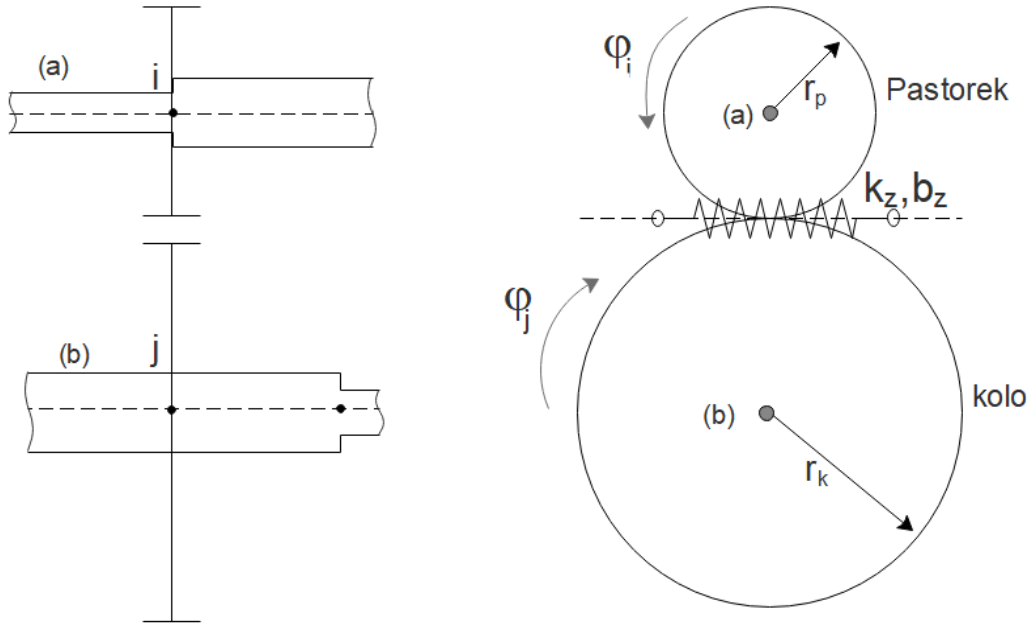 (a)
i
(b)
j
φi
(a)
rp
Pastorek
kz,bz
φj
(b)
rk
kolo